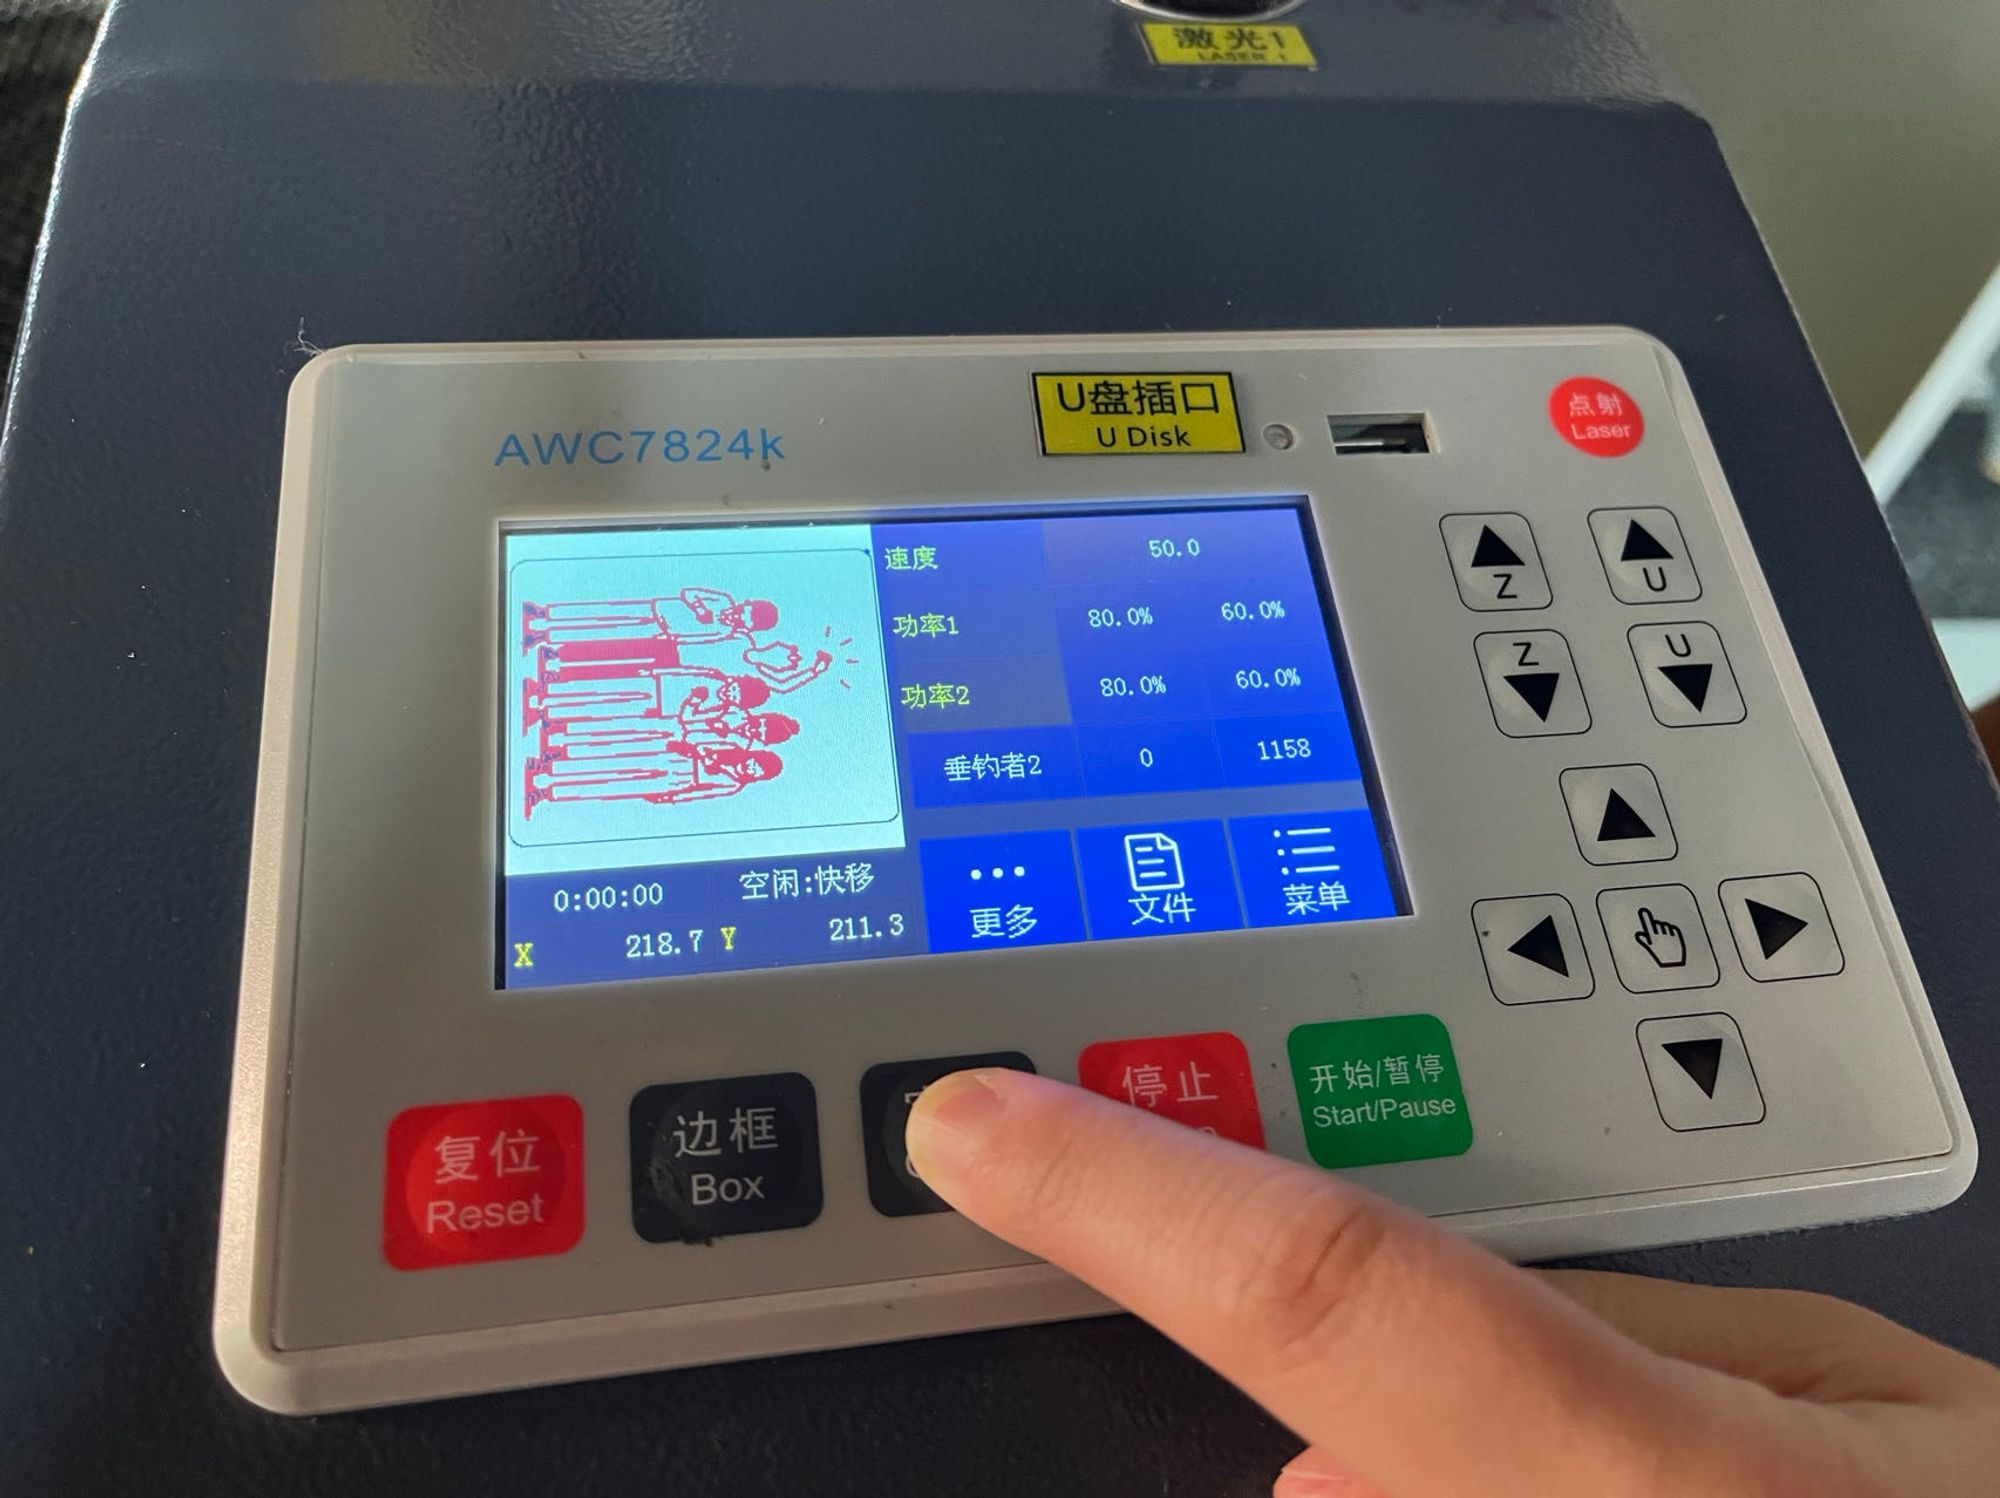 激光1
LASER 1
AWC7824k
U盘插口
U Disk
点射
Laser
速度 50.0
功率1 80.0% 60.0%
功率2 80.0% 60.0%
垂钓者2 0 1158
0:00:00 空闲:快移
X 218.7 Y 211.3
更多
文件
菜单
Z
U
Z
U
复位
Reset
边框
Box
停止
开始/暂停
Start/Pause